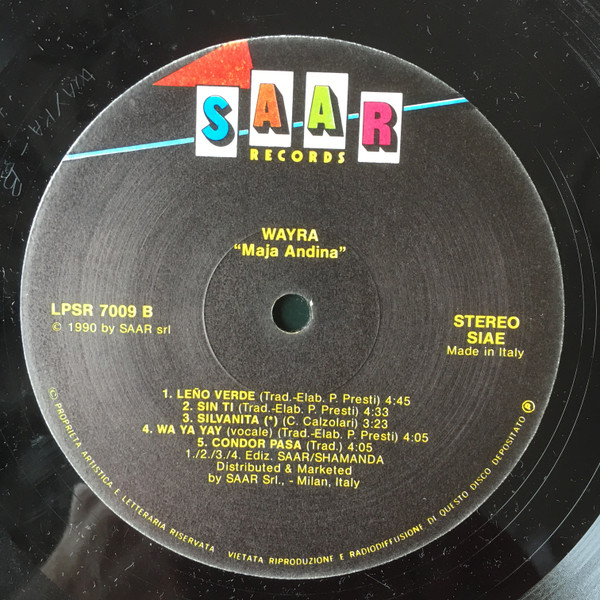 SAAR
RECORDS
WAYRA
"Maja Andina"
LPSR 7009 B
© 1990 by SAAR srl
STEREO
SIAE
Made in Italy
1. LEÑO VERDE (Trad.-Elab. P. Presti) 4:45
2. SIN TI (Trad.-Elab. P. Presti) 4:33
3. SILVANITA (*) (C. Calzolari) 3:23
4. WA YA YAY (vocale) (Trad.-Elab. P. Presti) 4:05
5. CONDOR PASA (Trad.) 4:05
1./2./3./4. Ediz. SAAR/SHAMANDA
Distributed & Marketed
by SAAR Srl., - Milan, Italy
© PROPRIETA ARTISTICA E LETTERARIA RISERVATA VIETATA RIPRODUZIONE E RADIODIFFUSIONE DI QUESTO DISCO DEPOSITATO ℗